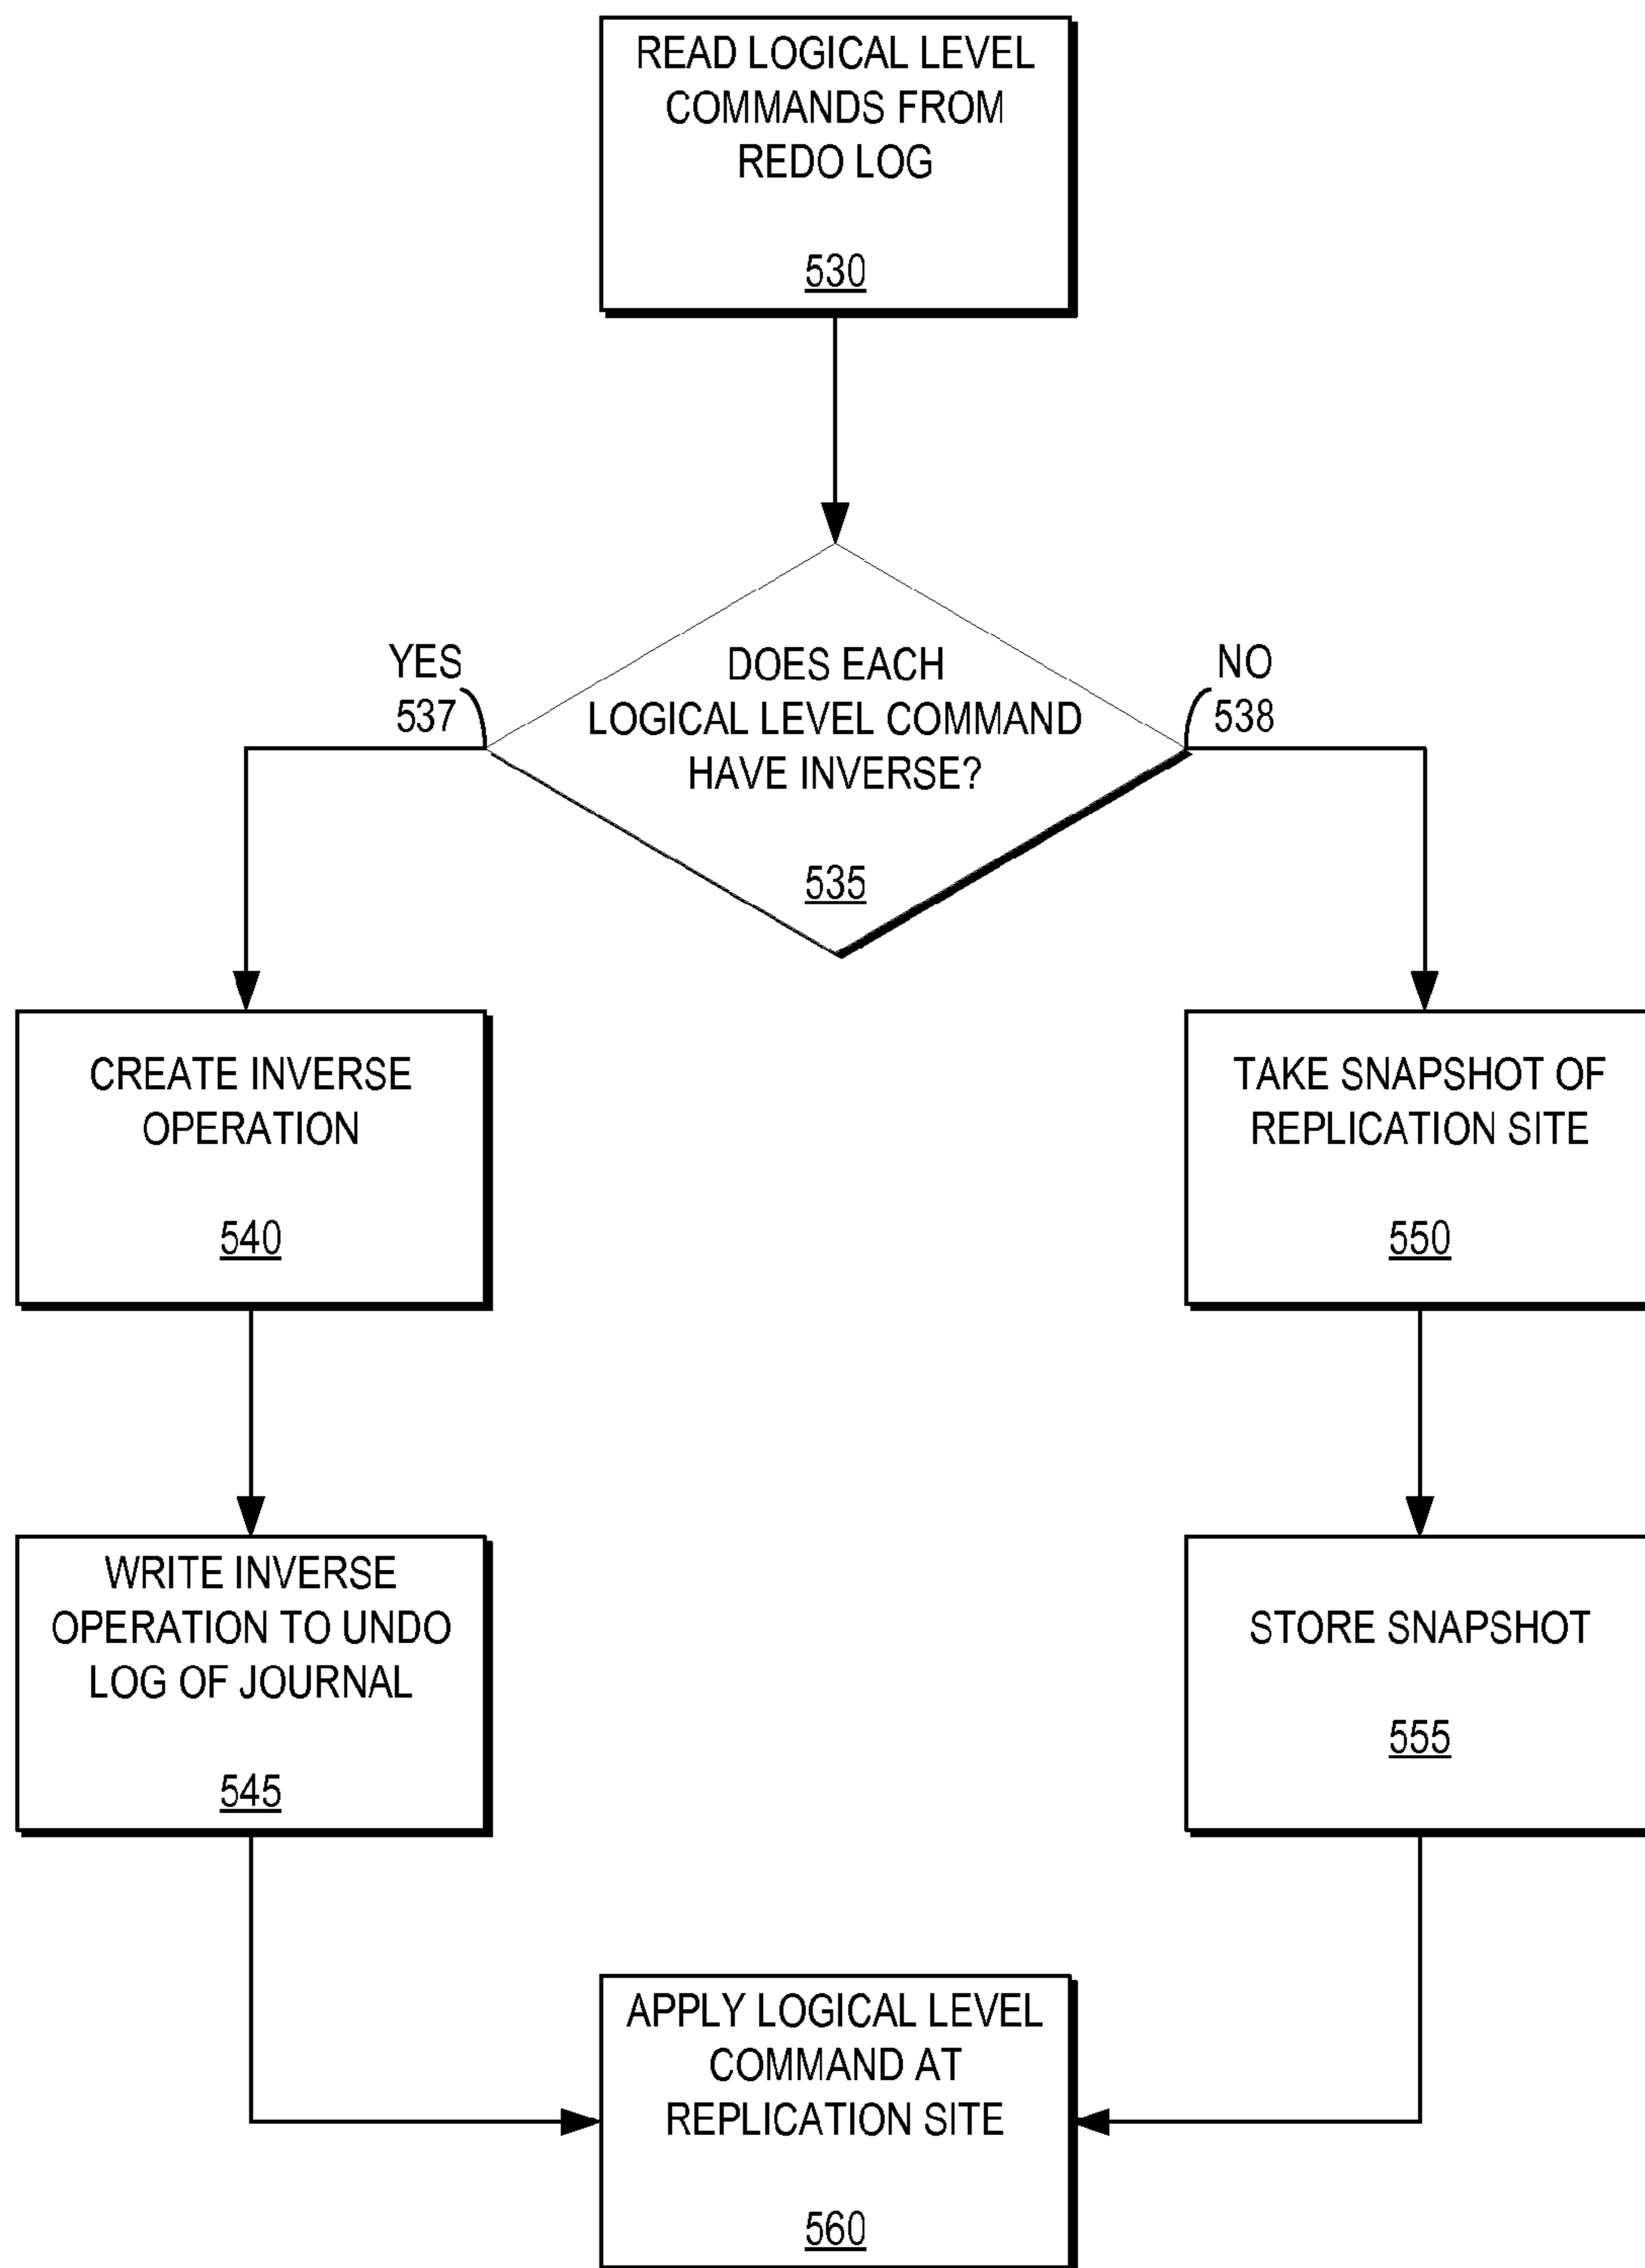 READ LOGICAL LEVEL
COMMANDS FROM
REDO LOG
530
DOES EACH
LOGICAL LEVEL COMMAND
HAVE INVERSE?
535
YES
537
NO
538
CREATE INVERSE
OPERATION
540
TAKE SNAPSHOT OF
REPLICATION SITE
550
WRITE INVERSE
OPERATION TO UNDO
LOG OF JOURNAL
545
STORE SNAPSHOT
555
APPLY LOGICAL LEVEL
COMMAND AT
REPLICATION SITE
560